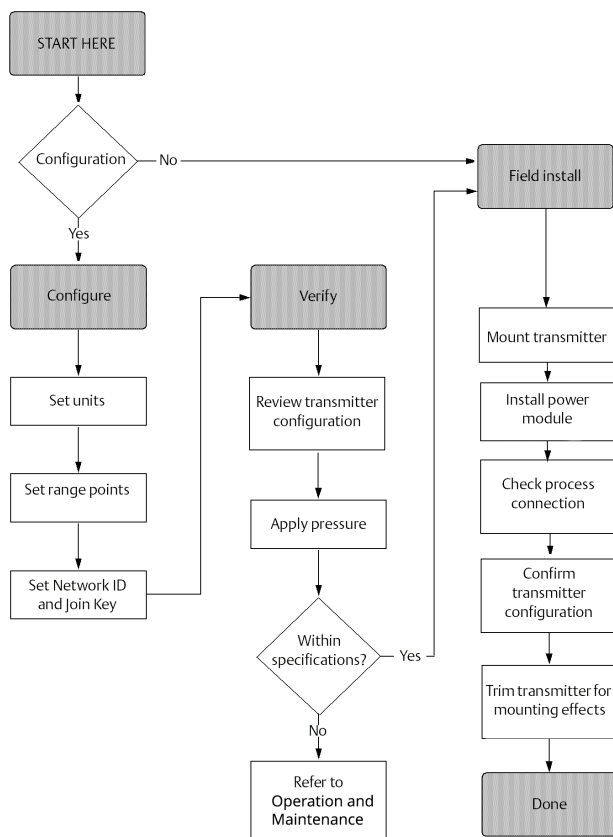 START HERE
Configuration
No
Yes
Configure
Set units
Set range points
Set Network ID
and Join Key
Verify
Review transmitter
configuration
Apply pressure
Within
specifications?
Yes
No
Refer to
Operation and
Maintenance
Field install
Mount transmitter
Install power
module
Check process
connection
Confirm
transmitter
configuration
Trim transmitter for
mounting effects
Done